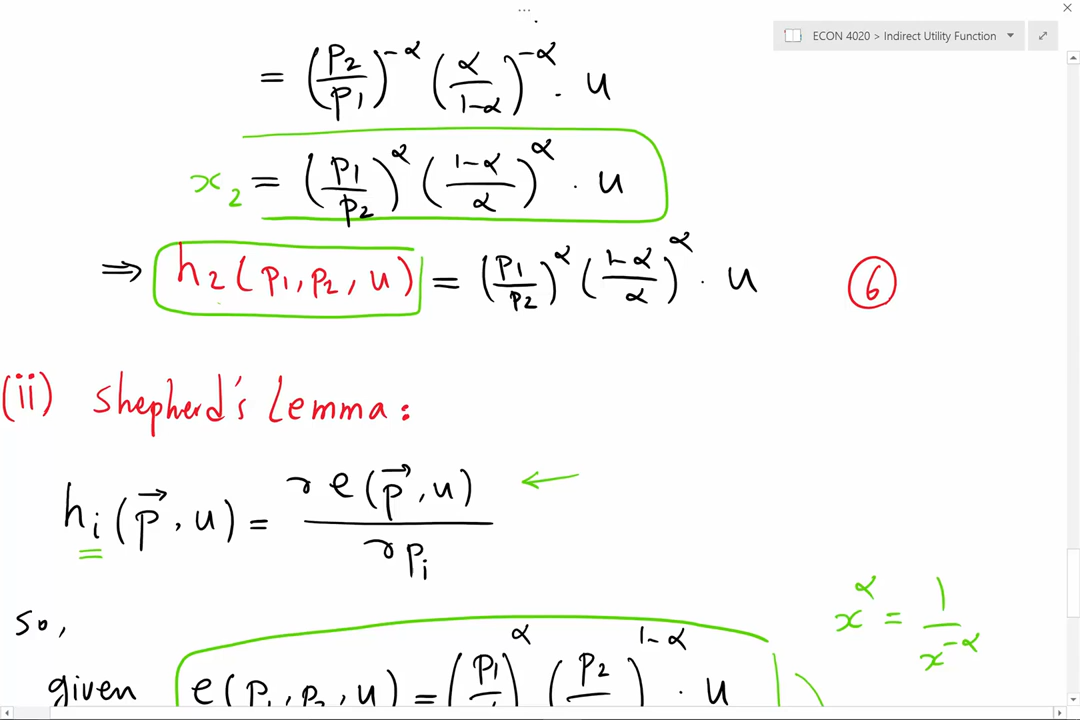 ECON 4020 > Indirect Utility Function
= (P2/P1)^-α (α/1-α)^-α · u
x2 = (P1/P2)^α (1-α/α)^α · u
⇒ h2(P1, P2, u) = (P1/P2)^α (1-α/α)^α · u ⑥
(ii) Shepherd's Lemma:
hi(p⃗, u) = ∂e(p⃗, u)/∂Pi ←
x^α = 1/x^-α
so,
given e(P1, P2, u) = (P1/ )^α (P2/ )^1-α · u